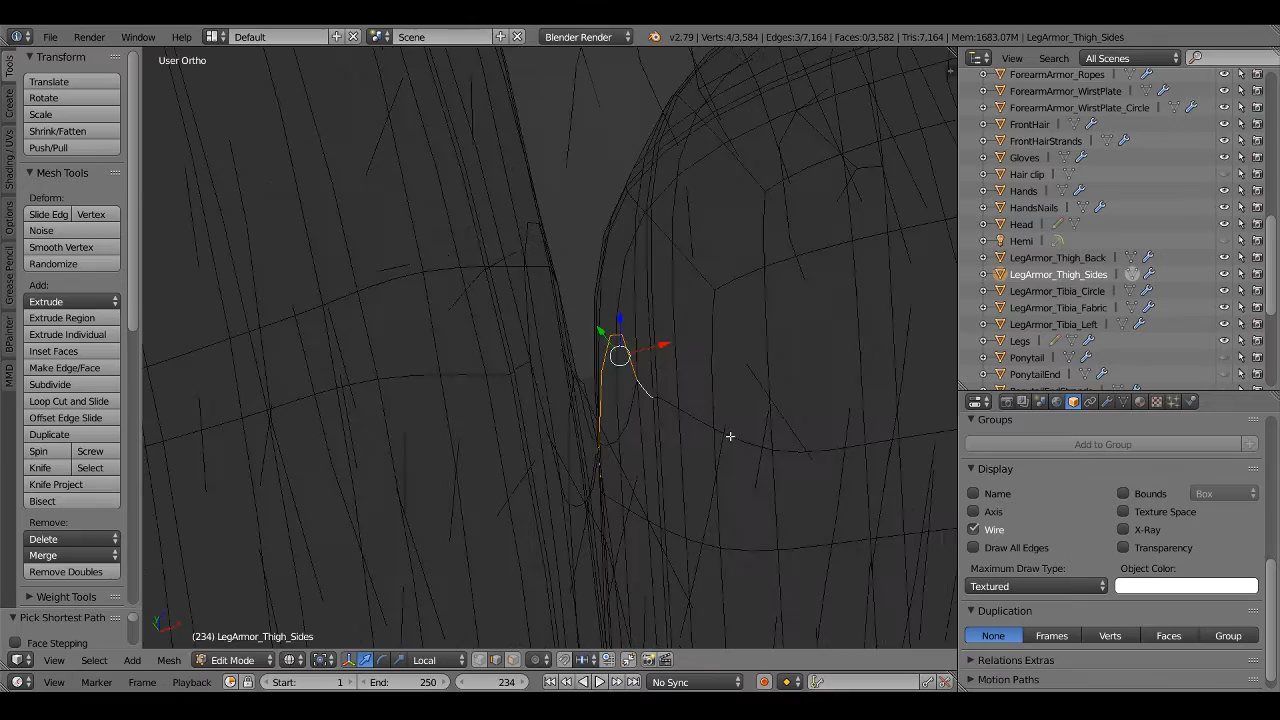 File Render Window Help Default Scene Blender Render v2.79 | Verts:4/3,584 | Edges:3/7,164 | Faces:0/3,582 | Tris:7,164 | Mem:1683.07M | LegArmor_Thigh_Sides
Transform
Translate
Rotate
Scale
Shrink/Fatten
Push/Pull
Mesh Tools
Deform:
Slide Edg Vertex
Noise
Smooth Vertex
Randomize
Add:
Extrude
Extrude Region
Extrude Individual
Inset Faces
Make Edge/Face
Subdivide
Loop Cut and Slide
Offset Edge Slide
Duplicate
Spin Screw
Knife Select
Knife Project
Bisect
Remove:
Delete
Merge
Remove Doubles
Weight Tools
Pick Shortest Path
Face Stepping
Tools
Create
Shading / UVs
Options
Grease Pencil
BPainter
MMD
User Ortho
(234) LegArmor_Thigh_Sides
View Select Add Mesh Edit Mode Local
View Marker Frame Playback Start: 1 End: 250 234 No Sync
View Search All Scenes
ForearmArmor_Ropes
ForearmArmor_WirstPlate
ForearmArmor_WirstPlate_Circle
FrontHair
FrontHairStrands
Gloves
Hair clip
Hands
HandsNails
Head
Hemi
LegArmor_Thigh_Back
LegArmor_Thigh_Sides
LegArmor_Tibia_Circle
LegArmor_Tibia_Fabric
LegArmor_Tibia_Left
Legs
Ponytail
PonytailEnd
PonytailEndStrands
Groups
Add to Group
Display
Name Bounds Box
Axis Texture Space
Wire X-Ray
Draw All Edges Transparency
Maximum Draw Type: Object Color:
Textured
Duplication
None Frames Verts Faces Group
Relations Extras
Motion Paths